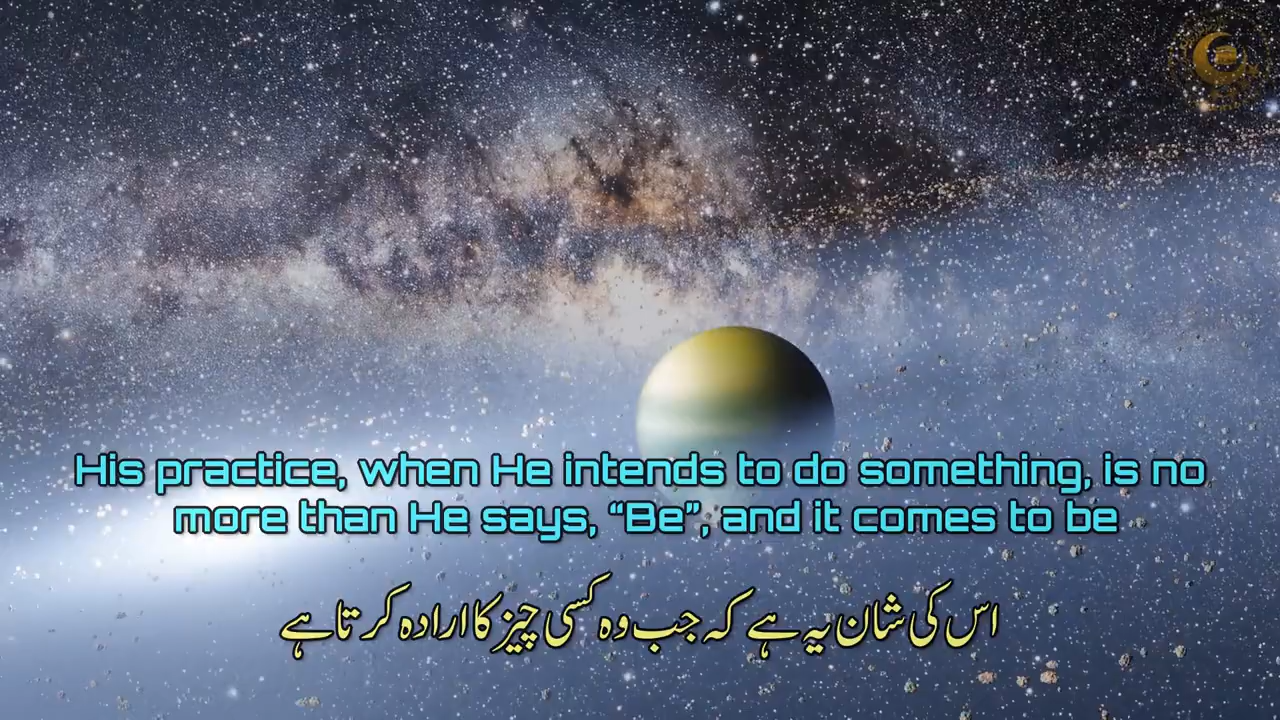 His practice, when He intends to do something, is no
more than He says, “Be”, and it comes to be
اس کی شان یہ ہے کہ جب وہ کسی چیز کا ارادہ کرتا ہے